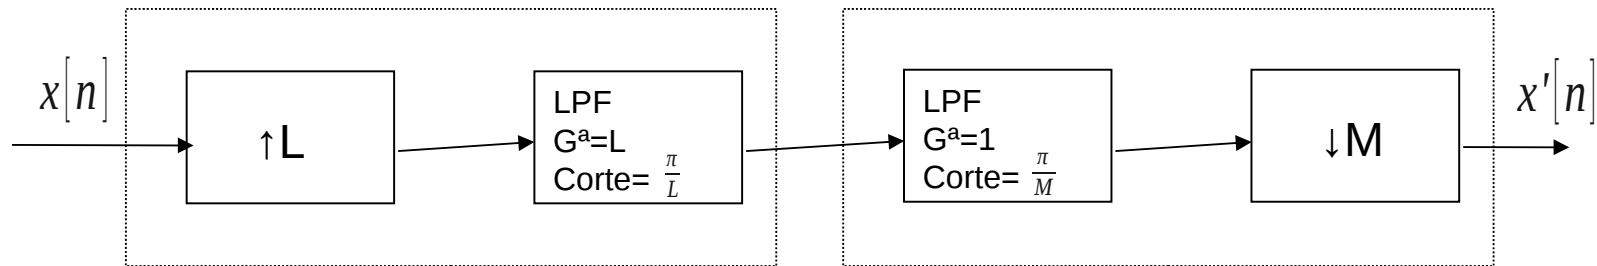 x[n]
↑L
LPF
Gª=L
Corte= π/L
LPF
Gª=1
Corte= π/M
↓M
x'[n]